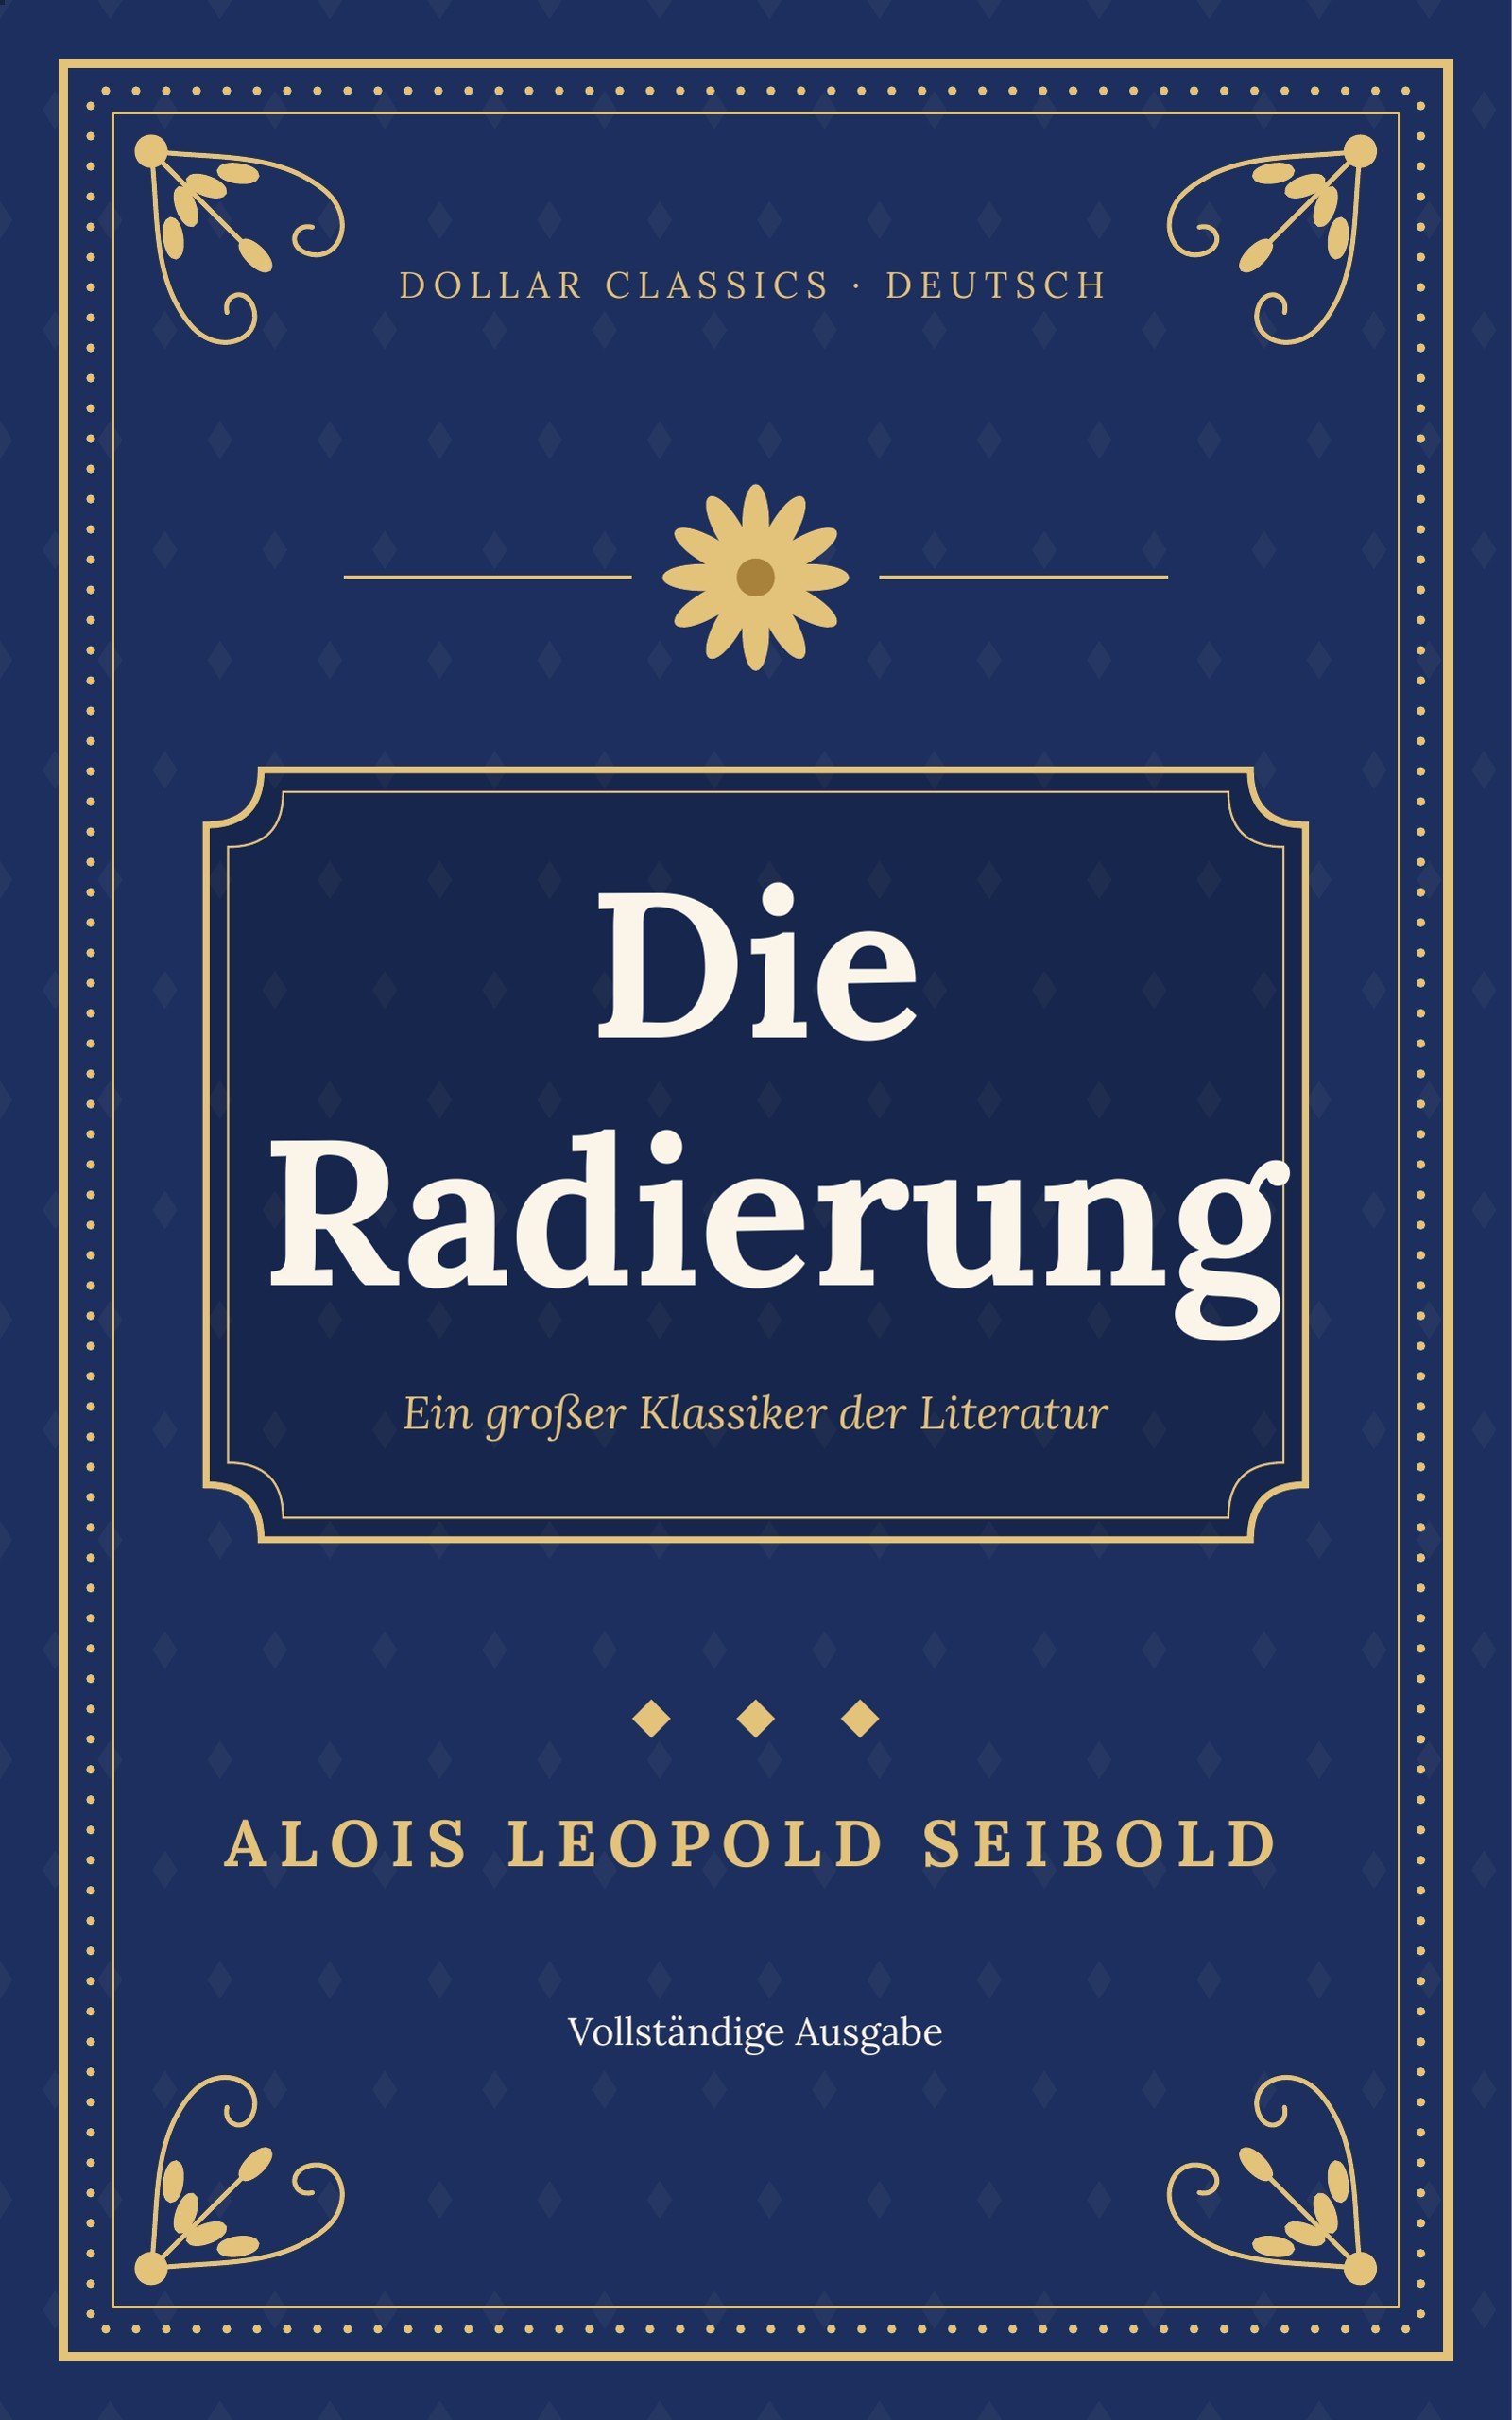 DOLLAR CLASSICS · DEUTSCH
Die
Radierung
Ein großer Klassiker der Literatur
ALOIS LEOPOLD SEIBOLD
Vollständige Ausgabe